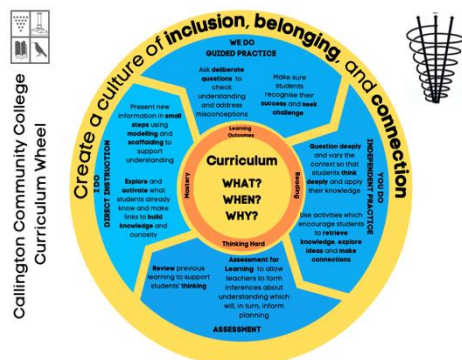 Callington Community College
Curriculum Wheel
Create a culture of inclusion, belonging, and connection
WE DO
GUIDED PRACTICE
Ask deliberate
questions to
check
understanding
and address
misconceptions
Make sure
students
recognise their
success and seek
challenge
I DO
DIRECT INSTRUCTION
Present new
information in small
steps using
modelling and
scaffolding to
support
understanding
Explore and
activate what
students already
know and make
links to build
knowledge and
curiosity
Learning
Outcomes
Mastery
Curriculum
WHAT?
WHEN?
WHY?
Reading
Thinking Hard
YOU DO
INDEPENDENT PRACTICE
Question deeply
and vary the
context so that
students think
deeply and apply
their knowledge
Use activities which
encourage students
to retrieve
knowledge, explore
ideas and make
connections
Review previous
learning to support
students' thinking
Assessment for
Learning to allow
teachers to form
inferences about
understanding which
will, in turn, inform
planning
ASSESSMENT